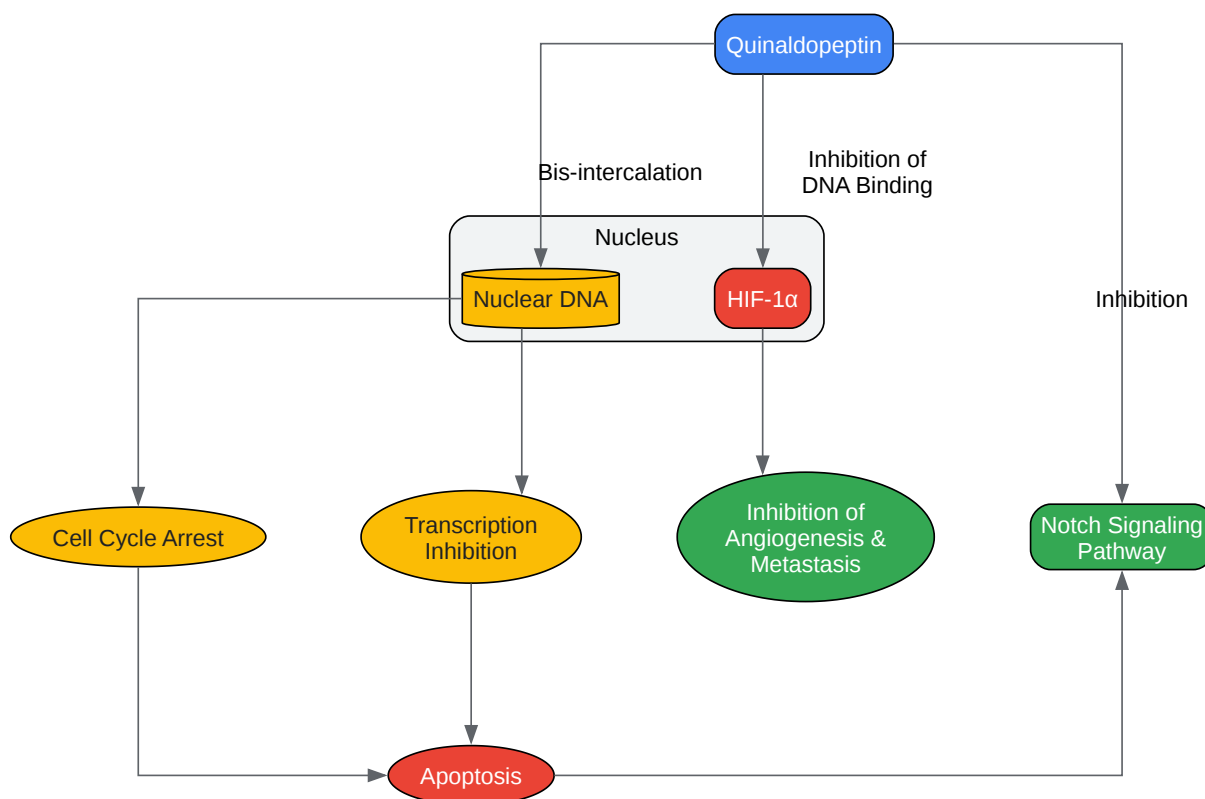 Quinaldopeptin
Bis-intercalation
Inhibition of
DNA Binding
Nucleus
Nuclear DNA
HIF-1α
Inhibition
Cell Cycle Arrest
Transcription
Inhibition
Inhibition of
Angiogenesis &
Metastasis
Notch Signaling
Pathway
Apoptosis